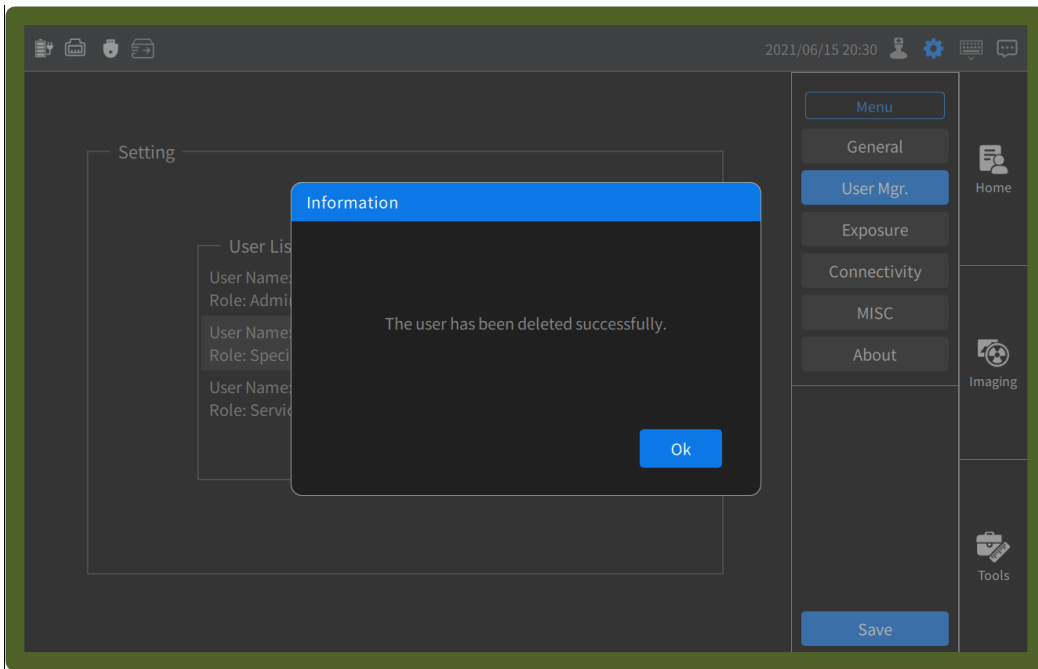 2021/06/15 20:30
Menu
General
User Mgr.
Exposure
Connectivity
MISC
About
Save
Home
Imaging
Tools
Setting
User Lis
User Name:
Role: Admi
User Name:
Role: Speci
User Name:
Role: Servic
Information
The user has been deleted successfully.
Ok